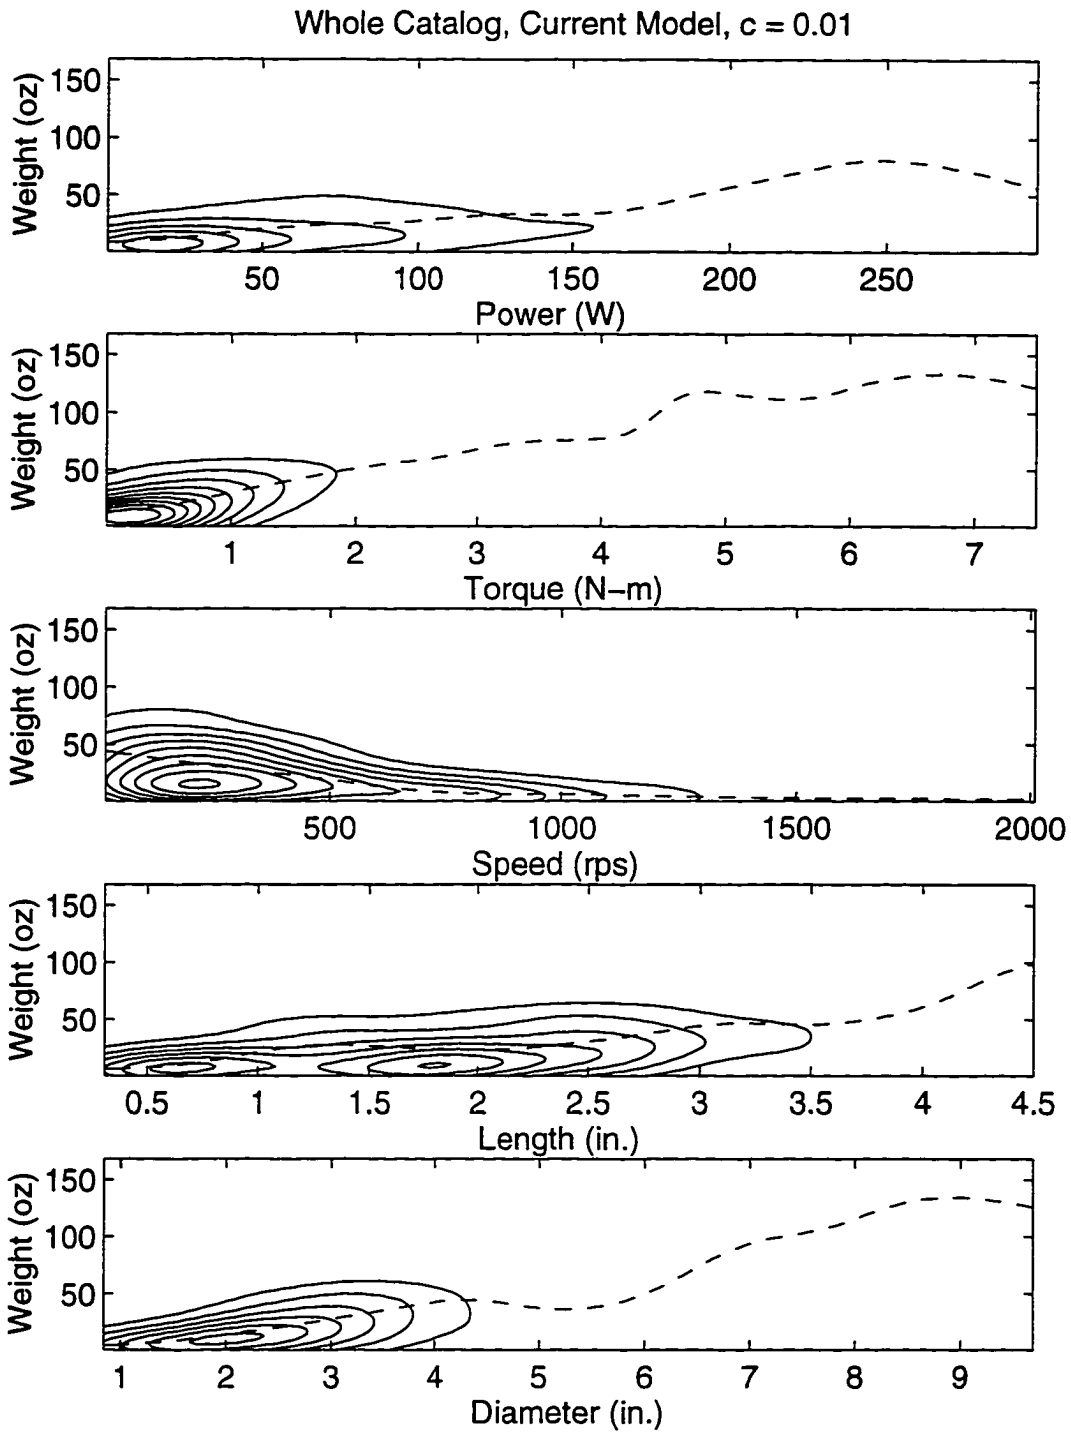 Whole Catalog, Current Model, c = 0.01
Weight (oz)
150
100
50
50 100 150 200 250
Power (W)
Weight (oz)
150
100
50
1 2 3 4 5 6 7
Torque (N–m)
Weight (oz)
150
100
50
500 1000 1500 2000
Speed (rps)
Weight (oz)
150
100
50
0.5 1 1.5 2 2.5 3 3.5 4 4.5
Length (in.)
Weight (oz)
150
100
50
1 2 3 4 5 6 7 8 9
Diameter (in.)